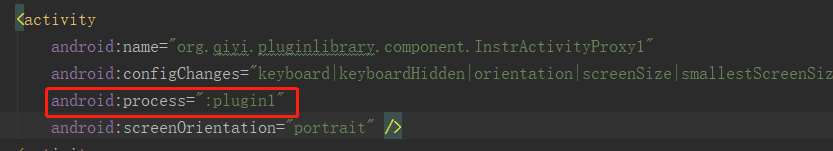 <activity
android:name="org.qiyi.pluginlibrary.component.InstrActivityProxy1"
android:configChanges="keyboard|keyboardHidden|orientation|screenSize|smallestScreenSiz
android:process=":plugin1"
android:screenOrientation="portrait" />